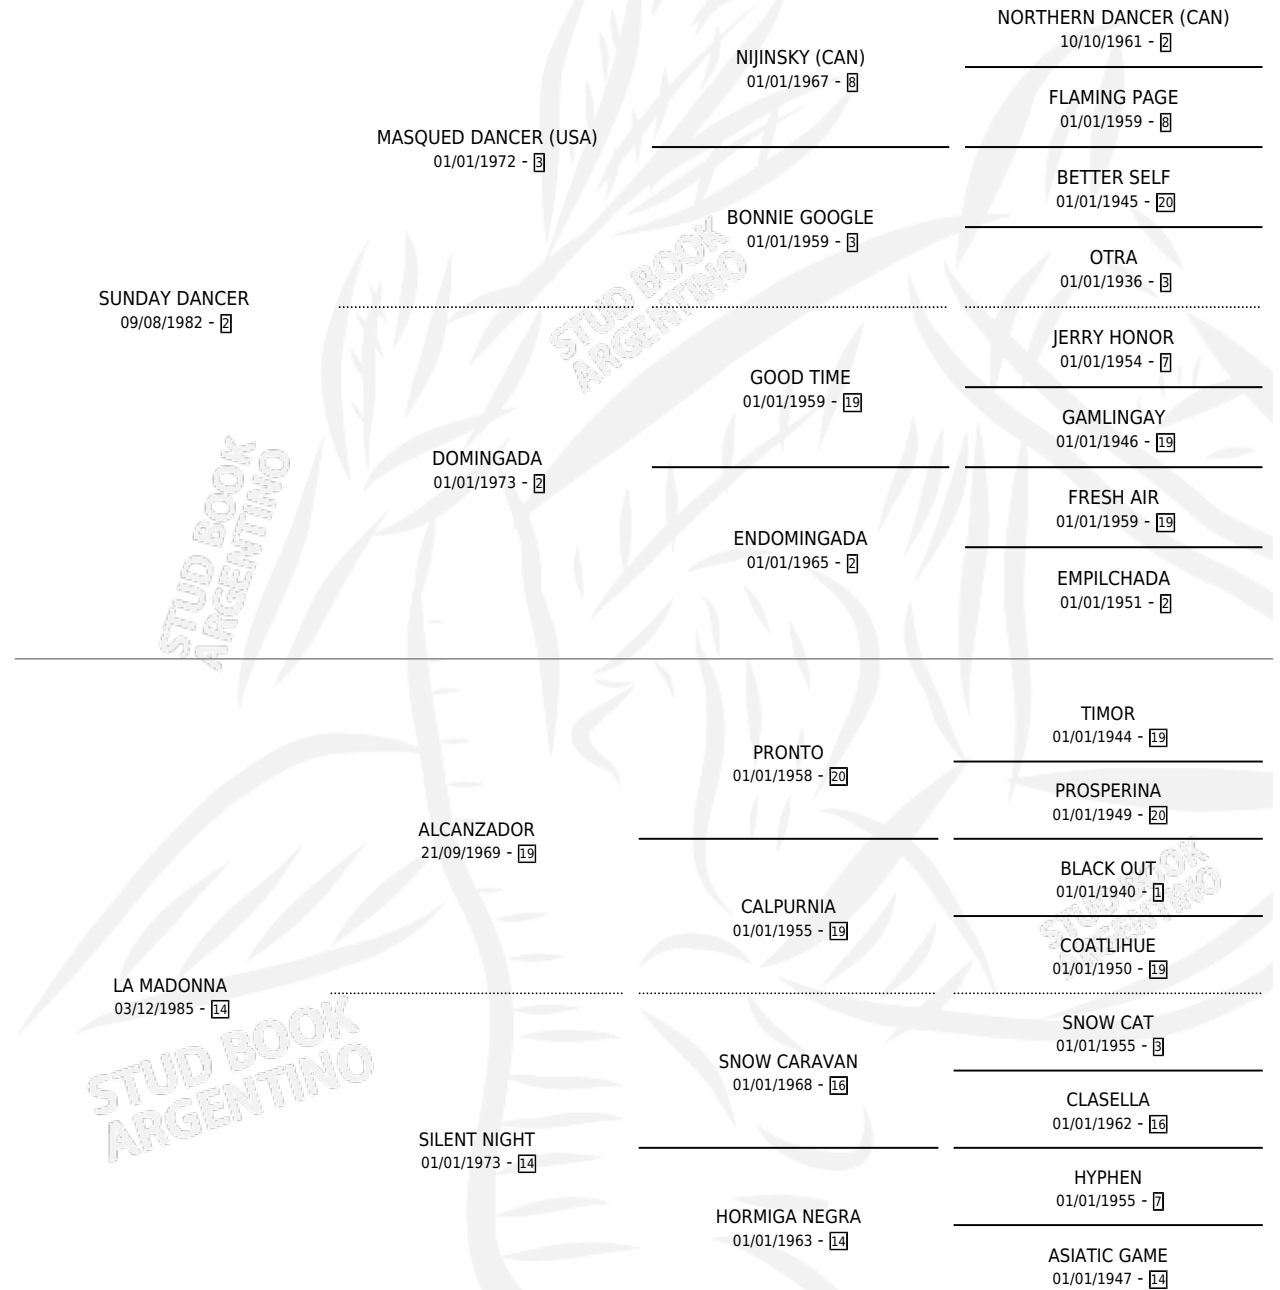 NORTHERN DANCER (CAN)
10/10/1961 - 2
NIJINSKY (CAN)
01/01/1967 - 8
FLAMING PAGE
01/01/1959 - 8
MASQUED DANCER (USA)
01/01/1972 - 3
BETTER SELF
01/01/1945 - 20
BONNIE GOOGLE
01/01/1959 - 3
OTRA
01/01/1936 - 3
SUNDAY DANCER
09/08/1982 - 2
JERRY HONOR
01/01/1954 - 7
GOOD TIME
01/01/1959 - 19
GAMLINGAY
01/01/1946 - 19
DOMINGADA
01/01/1973 - 2
FRESH AIR
01/01/1959 - 19
ENDOMINGADA
01/01/1965 - 2
EMPILCHADA
01/01/1951 - 2
STUD BOOK
ARGENTINO
STUD BOOK
ARGENTINO
TIMOR
01/01/1944 - 19
PRONTO
01/01/1958 - 20
PROSPERINA
01/01/1949 - 20
ALCANZADOR
21/09/1969 - 19
BLACK OUT
01/01/1940 - 1
CALPURNIA
01/01/1955 - 19
COATLIHUE
01/01/1950 - 19
LA MADONNA
03/12/1985 - 14
SNOW CAT
01/01/1955 - 3
SNOW CARAVAN
01/01/1968 - 16
CLASELLA
01/01/1962 - 16
SILENT NIGHT
01/01/1973 - 14
HYPHEN
01/01/1955 - 7
HORMIGA NEGRA
01/01/1963 - 14
ASIATIC GAME
01/01/1947 - 14
STUD BOOK
ARGENTINO
STUD BOOK
ARGENTINO